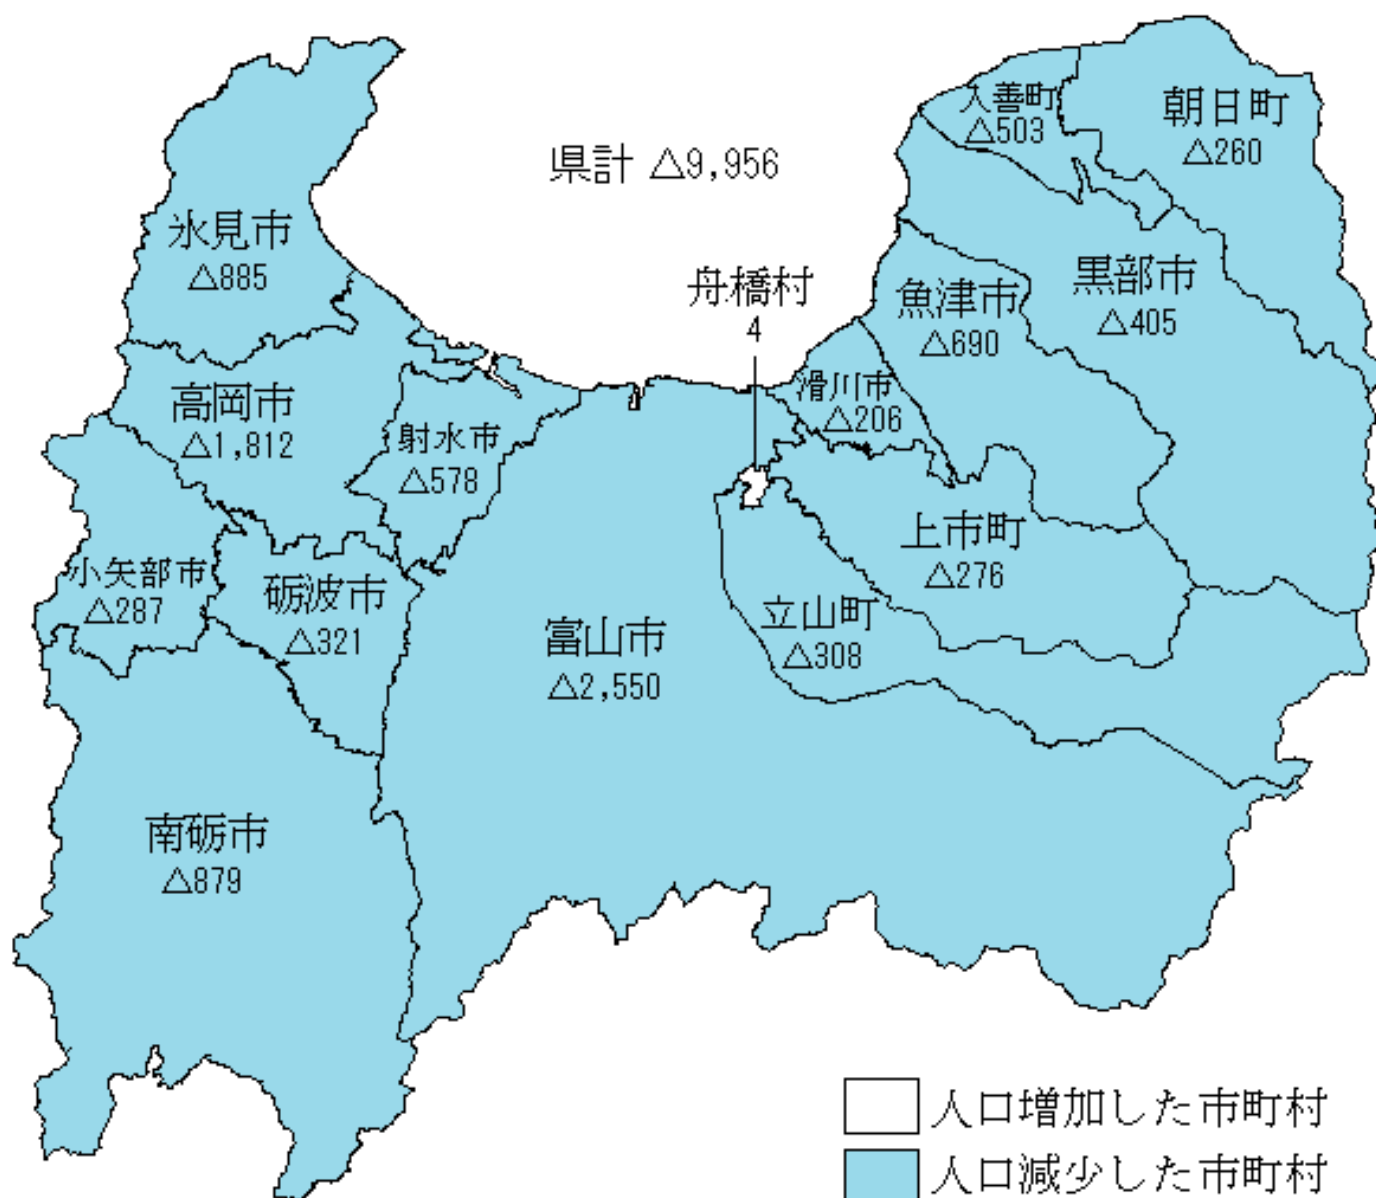 入善町
△503
朝日町
△260
県計 △9,956
氷見市
△885
舟橋村
4
魚津市
△690
黒部市
△405
高岡市
△1,812
滑川市
△206
射水市
△578
上市町
△276
小矢部市
△287
砺波市
△321
富山市
△2,550
立山町
△308
南砺市
△879
人口増加した市町村
人口減少した市町村